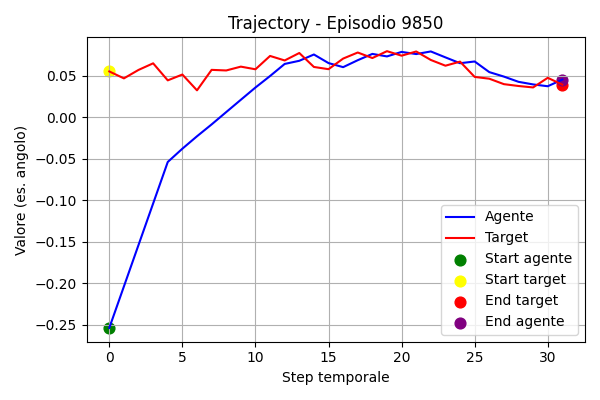 Trajectory - Episodio 9850
Valore (es. angolo)
0.05
0.00
−0.05
−0.10
−0.15
−0.20
−0.25
0
5
10
15
20
25
30
Step temporale
Agente
Target
Start agente
Start target
End target
End agente